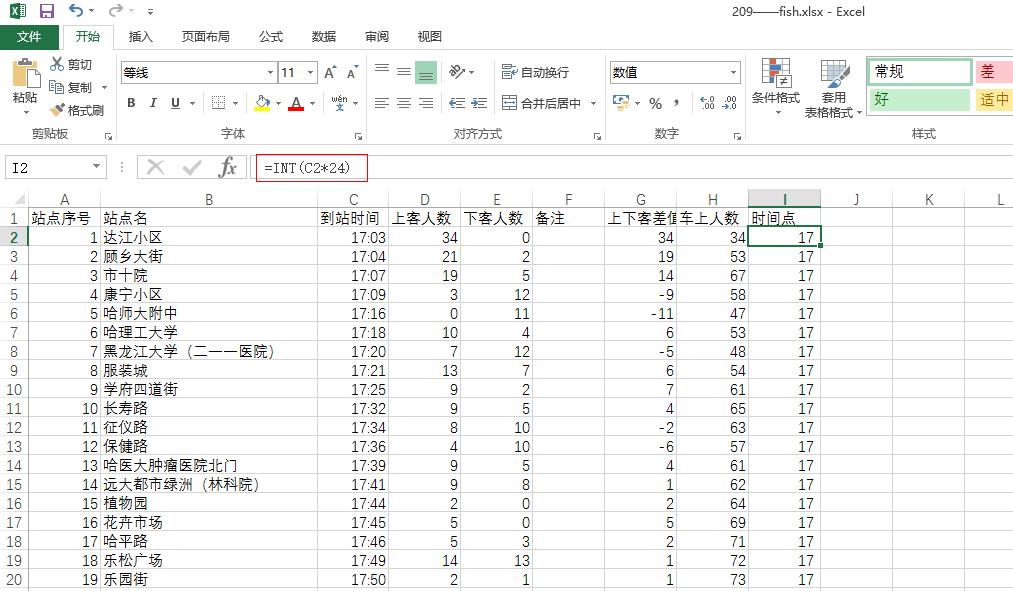 209——fish.xlsx - Excel
文件 开始 插入 页面布局 公式 数据 审阅 视图
粘贴 剪切 复制 格式刷 剪贴板
等线 11 A A B I U A wén 字体
自动换行 合并后居中 对齐方式
数值 % , .00 .00 数字
条件格式 套用 表格格式 常规 差 好 适中 样式
I2 fx =INT(C2*24)
A B C D E F G H I J K L
1 站点序号 站点名 到站时间 上客人数 下客人数 备注 上下客差值 车上人数 时间点
2 1 达江小区 17:03 34 0 34 34 17
3 2 顾乡大街 17:04 21 2 19 53 17
4 3 市十院 17:07 19 5 14 67 17
5 4 康宁小区 17:09 3 12 -9 58 17
6 5 哈师大附中 17:16 0 11 -11 47 17
7 6 哈理工大学 17:18 10 4 6 53 17
8 7 黑龙江大学（二一一医院） 17:20 7 12 -5 48 17
9 8 服装城 17:21 13 7 6 54 17
10 9 学府四道街 17:25 9 2 7 61 17
11 10 长寿路 17:32 9 5 4 65 17
12 11 征仪路 17:34 8 10 -2 63 17
13 12 保健路 17:36 4 10 -6 57 17
14 13 哈医大肿瘤医院北门 17:39 9 5 4 61 17
15 14 远大都市绿洲（林科院） 17:41 9 8 1 62 17
16 15 植物园 17:44 2 0 2 64 17
17 16 花卉市场 17:45 5 0 5 69 17
18 17 哈平路 17:46 5 3 2 71 17
19 18 乐松广场 17:49 14 13 1 72 17
20 19 乐园街 17:50 2 1 1 73 17